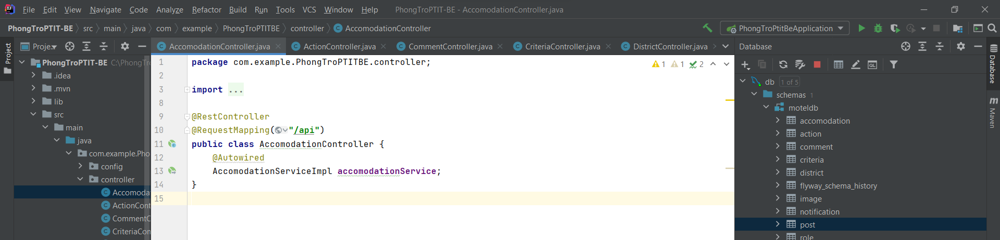 File Edit View Navigate Code Analyze Refactor Build Run Tools VCS Window Help PhongTroPTIT-BE - AccomodationController.java
PhongTroPTIT-BE src main java com example PhongTroPTITBE controller AccomodationController PhongTroPtitBeApplication
Project
Proje...
AccomodationController.java ActionController.java CommentController.java CriteriaController.java DistrictController.java
PhongTroPTIT-BE C:\PhongTr
.idea
.mvn
lib
src
main
java
com.example.Pho
config
controller
Accomoda
ActionCont
CommentC
CriteriaCon
1 package com.example.PhongTroPTITBE.controller;
2
3 import ...
8
9 @RestController
10 @RequestMapping("/api")
11 public class AccomodationController {
12 @Autowired
13 AccomodationServiceImpl accomodationService;
14 }
15
1 1 2
Database
QL
db 1 of 5
schemas 1
moteldb
accomodation
action
comment
criteria
district
flyway_schema_history
image
notification
post
role
Database
m Maven